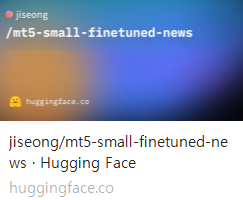 jiseong
/mt5-small-finetuned-news
huggingface.co
jiseong/mt5-small-finetuned-ne
ws · Hugging Face
huggingface.co